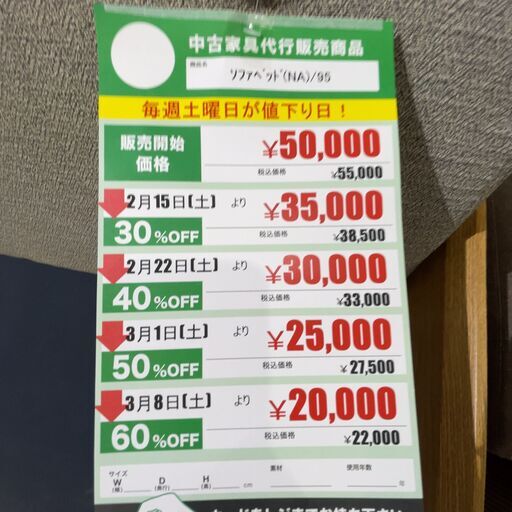 中古家具代行販売商品
商品名
ソファベッド(NA)/95
毎週土曜日が値下り日！
販売開始
価格
¥50,000
税込価格 ¥55,000
2月15日(土) より ¥35,000
30%OFF 税込価格 ¥38,500
2月22日(土) より ¥30,000
40%OFF 税込価格 ¥33,000
3月1日(土) より ¥25,000
50%OFF 税込価格 ¥27,500
3月8日(土) より ¥20,000
60%OFF 税込価格 ¥22,000
サイズ 素材 使用年数
W D H cm 年
(幅) (奥行) (高)